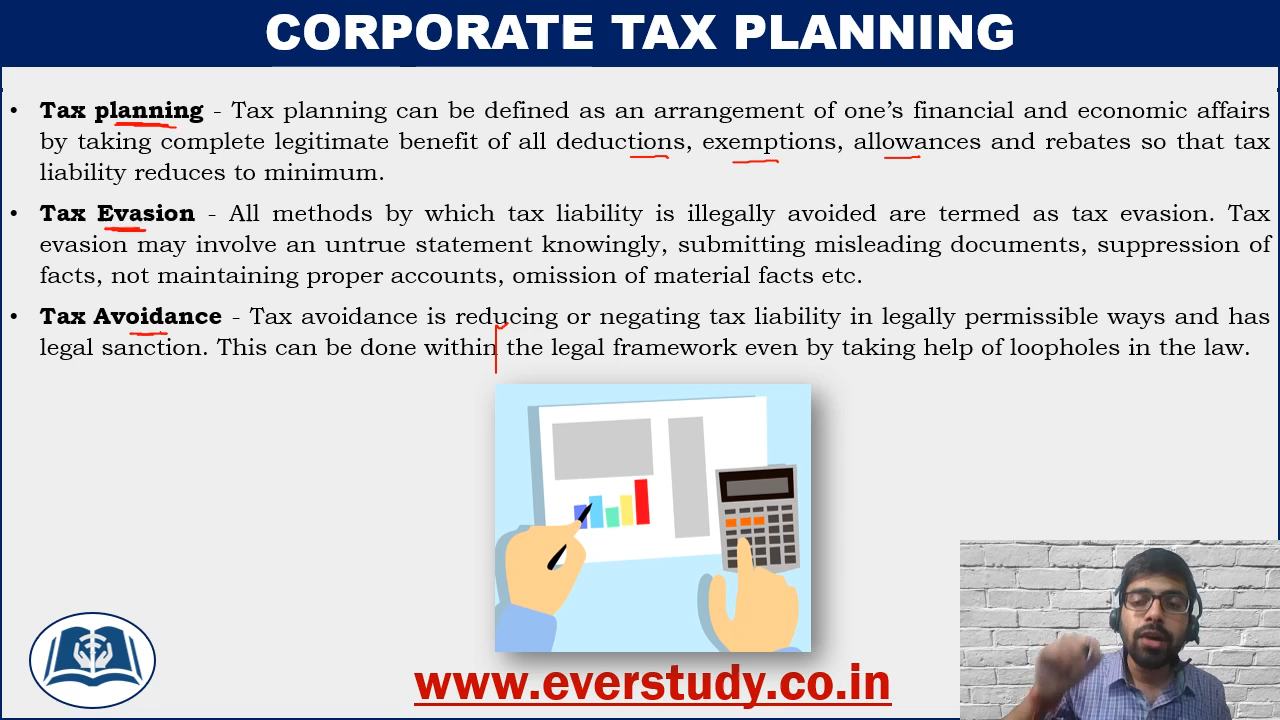 CORPORATE TAX PLANNING
• Tax planning - Tax planning can be defined as an arrangement of one’s financial and economic affairs
by taking complete legitimate benefit of all deductions, exemptions, allowances and rebates so that tax
liability reduces to minimum.
• Tax Evasion - All methods by which tax liability is illegally avoided are termed as tax evasion. Tax
evasion may involve an untrue statement knowingly, submitting misleading documents, suppression of
facts, not maintaining proper accounts, omission of material facts etc.
• Tax Avoidance - Tax avoidance is reducing or negating tax liability in legally permissible ways and has
legal sanction. This can be done within the legal framework even by taking help of loopholes in the law.
www.everstudy.co.in